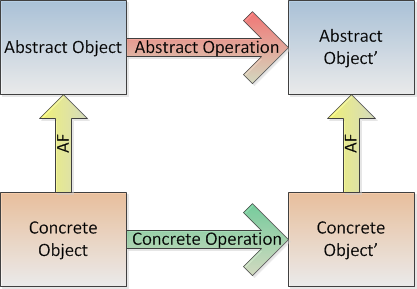 Abstract Object
Abstract Operation
Abstract
Object’
AF
AF
Concrete
Object
Concrete Operation
Concrete
Object’